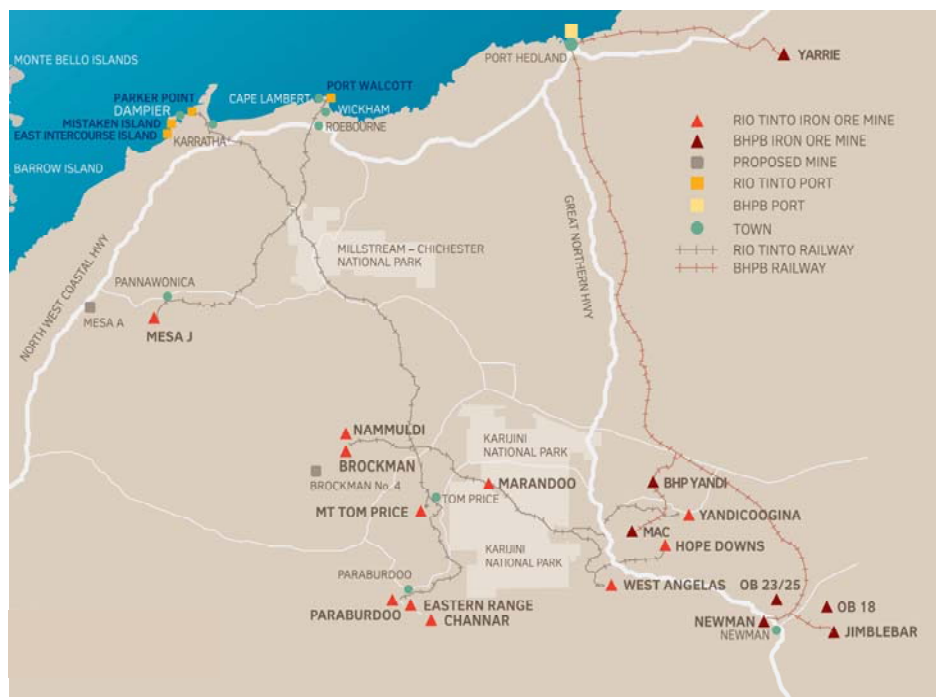 MONTE BELLO ISLANDS
BARROW ISLAND
PARKER POINT
DAMPIER
MISTAKEN ISLAND
EAST INTERCOURSE ISLAND
KARRATHA
CAPE LAMBERT
PORT WALCOTT
WICKHAM
ROEBOURNE
PORT HEDLAND
YARRIE
RIO TINTO IRON ORE MINE
BHPB IRON ORE MINE
PROPOSED MINE
RIO TINTO PORT
BHPB PORT
TOWN
RIO TINTO RAILWAY
BHPB RAILWAY
MILLSTREAM – CHICHESTER
NATIONAL PARK
GREAT NORTHERN HWY
NORTH WEST COASTAL HWY
PANNAWONICA
MESA A
MESA J
NAMMULDI
BROCKMAN
BROCKMAN No. 4
KARIJINI
NATIONAL PARK
MARANDOO
TOM PRICE
MT TOM PRICE
BHP YANDI
YANDICOOGINA
MAC
HOPE DOWNS
KARIJINI
NATIONAL PARK
WEST ANGELAS
OB 23/25
OB 18
PARABURDOO
PARABURDOO
EASTERN RANGE
CHANNAR
NEWMAN
NEWMAN
JIMBLEBAR